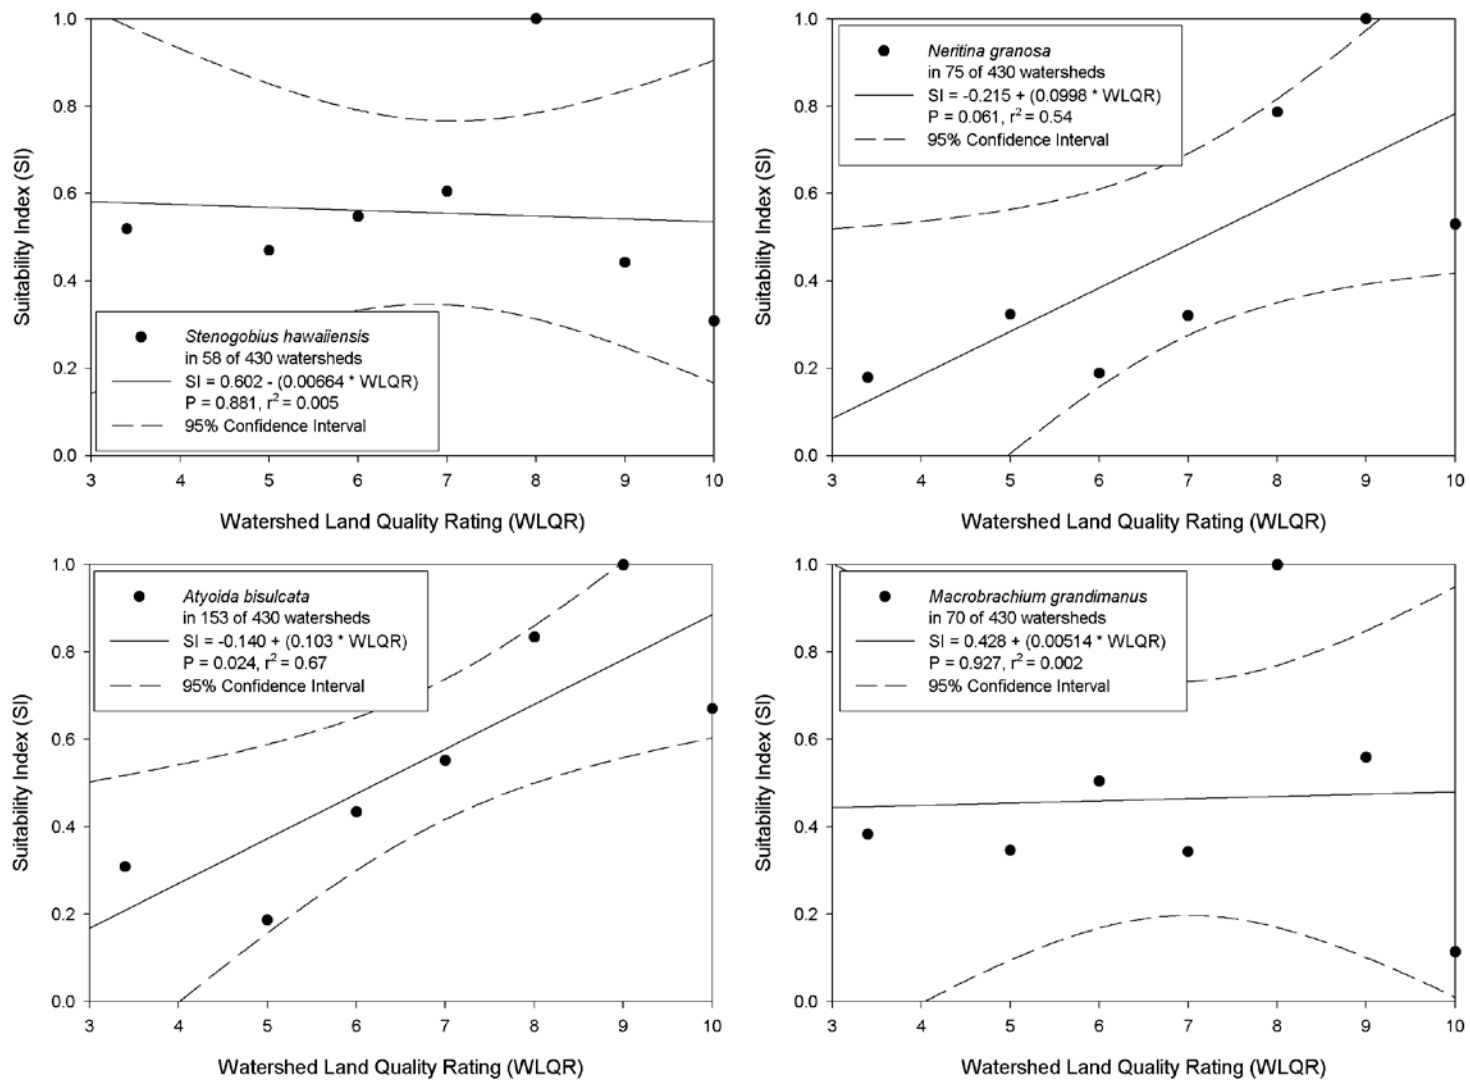 1.0
0.8
0.6
0.4
0.2
0.0
Suitability Index (SI)
Stenogobius hawaiiensis
in 58 of 430 watersheds
SI = 0.602 - (0.00664 * WLQR)
P = 0.881, r² = 0.005
95% Confidence Interval
3 4 5 6 7 8 9 10
Watershed Land Quality Rating (WLQR)
1.0
0.8
0.6
0.4
0.2
0.0
Suitability Index (SI)
Neritina granosa
in 75 of 430 watersheds
SI = -0.215 + (0.0998 * WLQR)
P = 0.061, r² = 0.54
95% Confidence Interval
3 4 5 6 7 8 9 10
Watershed Land Quality Rating (WLQR)
1.0
0.8
0.6
0.4
0.2
0.0
Suitability Index (SI)
Atyoida bisulcata
in 153 of 430 watersheds
SI = -0.140 + (0.103 * WLQR)
P = 0.024, r² = 0.67
95% Confidence Interval
3 4 5 6 7 8 9 10
Watershed Land Quality Rating (WLQR)
1.0
0.8
0.6
0.4
0.2
0.0
Suitability Index (SI)
Macrobrachium grandimanus
in 70 of 430 watersheds
SI = 0.428 + (0.00514 * WLQR)
P = 0.927, r² = 0.002
95% Confidence Interval
3 4 5 6 7 8 9 10
Watershed Land Quality Rating (WLQR)